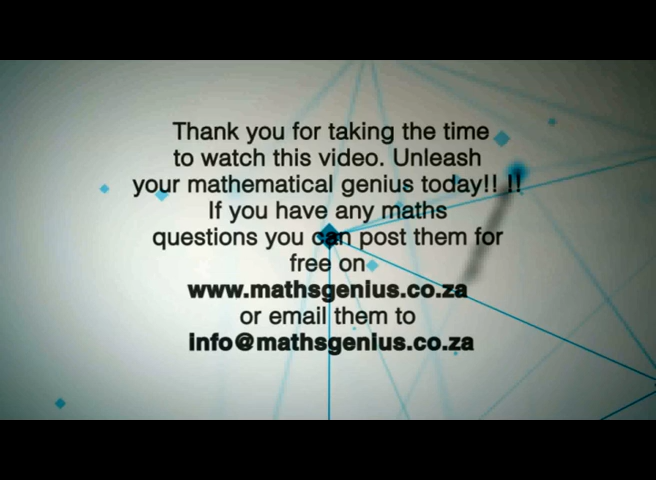 Thank you for taking the time
to watch this video. Unleash
your mathematical genius today!! !!
If you have any maths
questions you can post them for
free on
www.mathsgenius.co.za
or email them to
info@mathsgenius.co.za